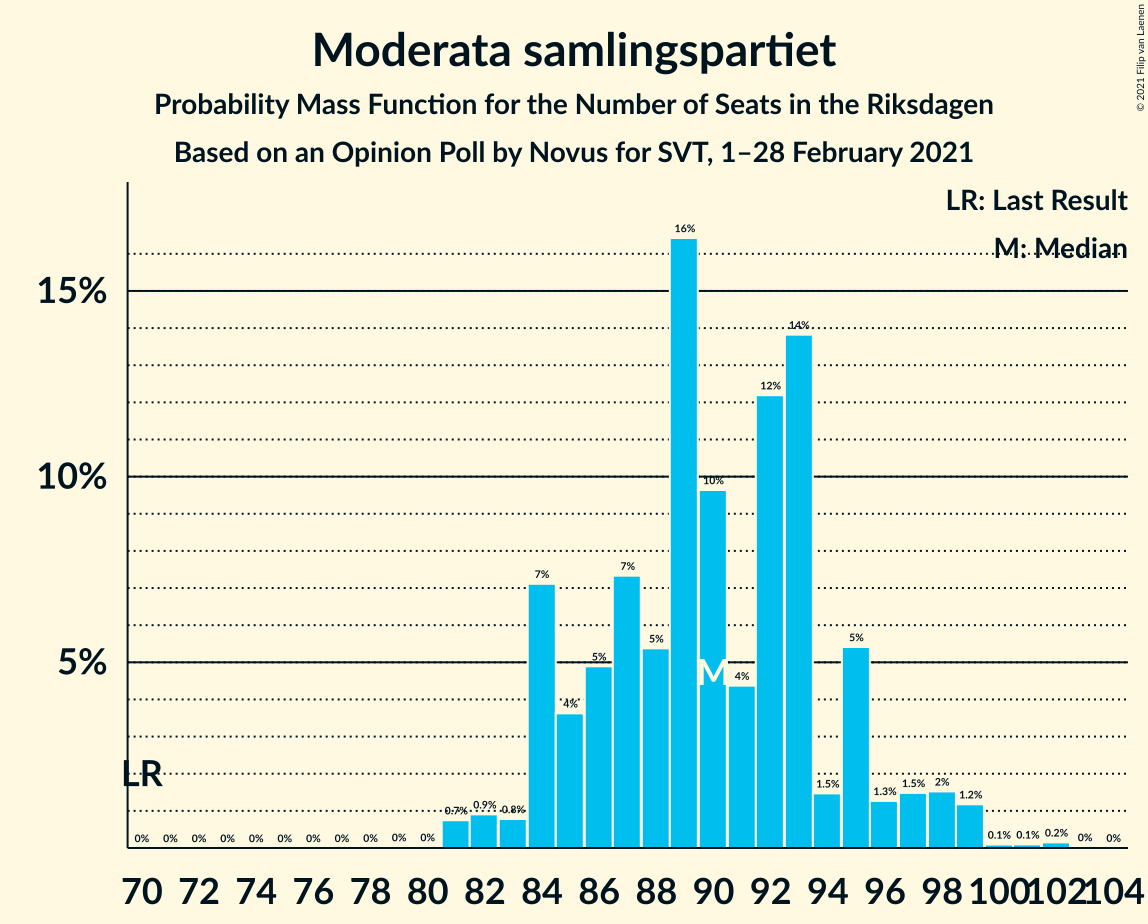 Moderata samlingspartiet
Probability Mass Function for the Number of Seats in the Riksdagen
Based on an Opinion Poll by Novus for SVT, 1–28 February 2021
© 2021 Filip van Laenen
LR: Last Result
M: Median
15%
10%
5%
16%
14%
12%
10%
7%
7%
5%
5%
5%
4%
4%
M
LR
0% 0% 0% 0% 0% 0% 0% 0% 0% 0% 0% 0.7% 0.9% 0.8% 1.5% 1.3% 1.5% 2% 1.2% 0.1% 0.1% 0.2% 0% 0%
70 72 74 76 78 80 82 84 86 88 90 92 94 96 98 100 102 104